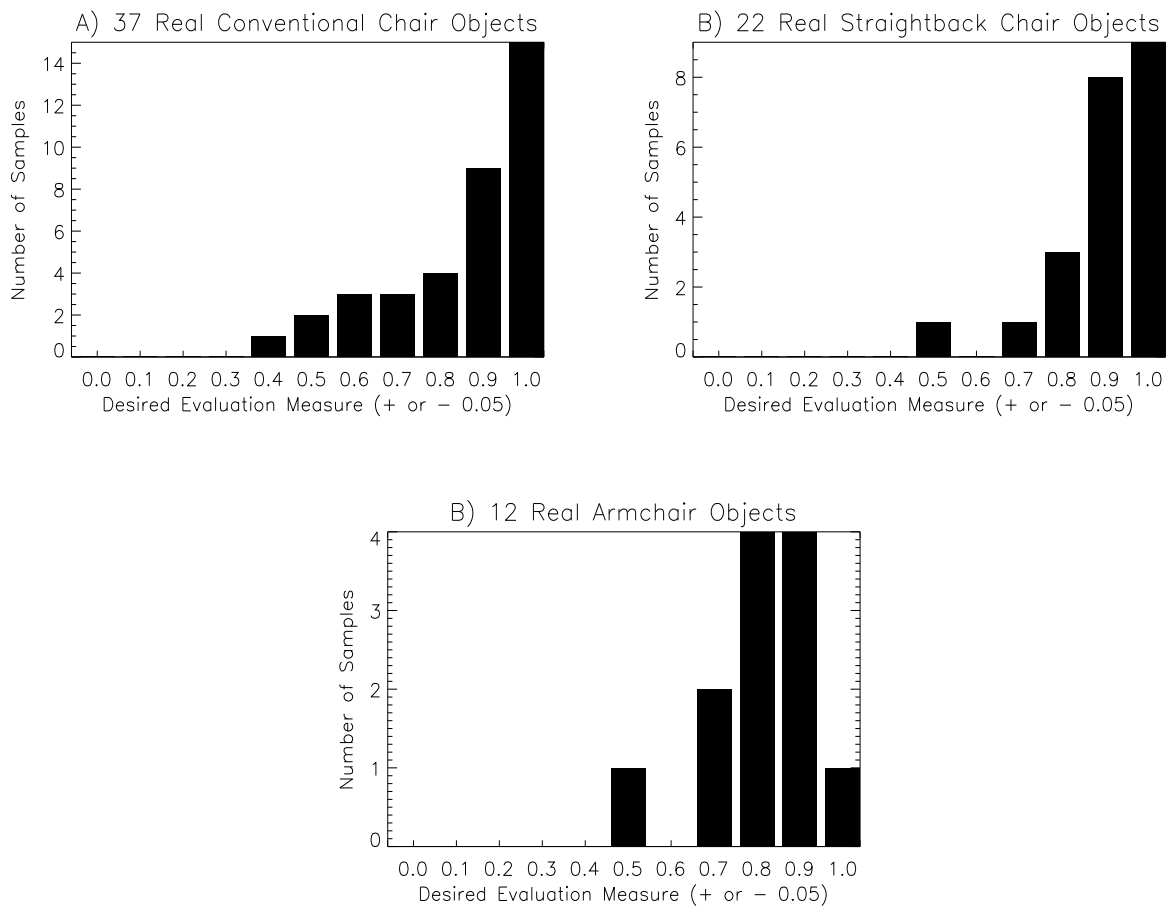 A) 37 Real Conventional Chair Objects
14
12
10
8
6
4
2
0
Number of Samples
0.0 0.1 0.2 0.3 0.4 0.5 0.6 0.7 0.8 0.9 1.0
Desired Evaluation Measure (+ or − 0.05)
B) 22 Real Straightback Chair Objects
8
6
4
2
0
Number of Samples
0.0 0.1 0.2 0.3 0.4 0.5 0.6 0.7 0.8 0.9 1.0
Desired Evaluation Measure (+ or − 0.05)
B) 12 Real Armchair Objects
4
3
2
1
0
Number of Samples
0.0 0.1 0.2 0.3 0.4 0.5 0.6 0.7 0.8 0.9 1.0
Desired Evaluation Measure (+ or − 0.05)